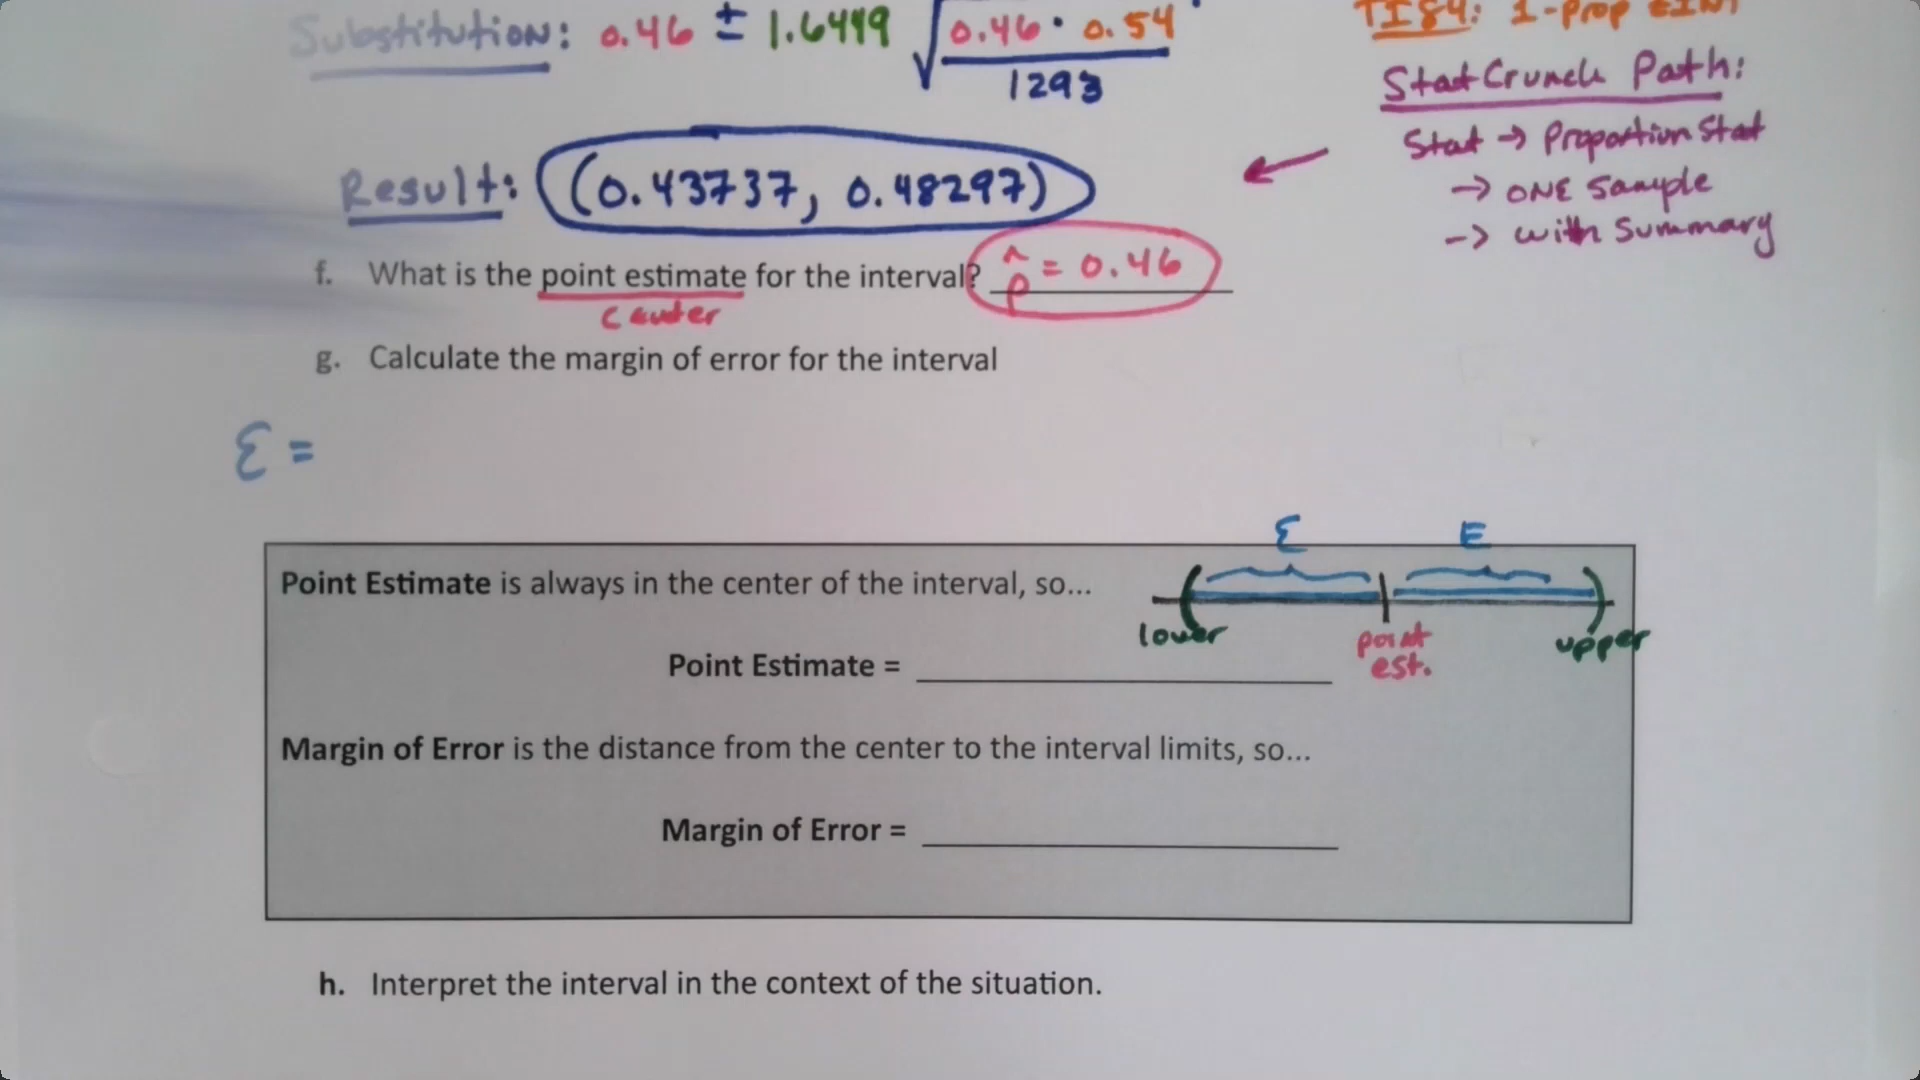 Substitution: 0.46 ± 1.6449 √ 0.46 · 0.54
1293
TI84: 1-Prop ZINT
StatCrunch Path:
Stat → Proportion Stat
→ ONE Sample
→ with Summary
Result: (0.43737, 0.48297)
f. What is the point estimate for the interval? p̂ = 0.46
center
g. Calculate the margin of error for the interval
E =
E E
Point Estimate is always in the center of the interval, so...
lower point est. upper
Point Estimate = ____________
Margin of Error is the distance from the center to the interval limits, so...
Margin of Error = ____________
h. Interpret the interval in the context of the situation.